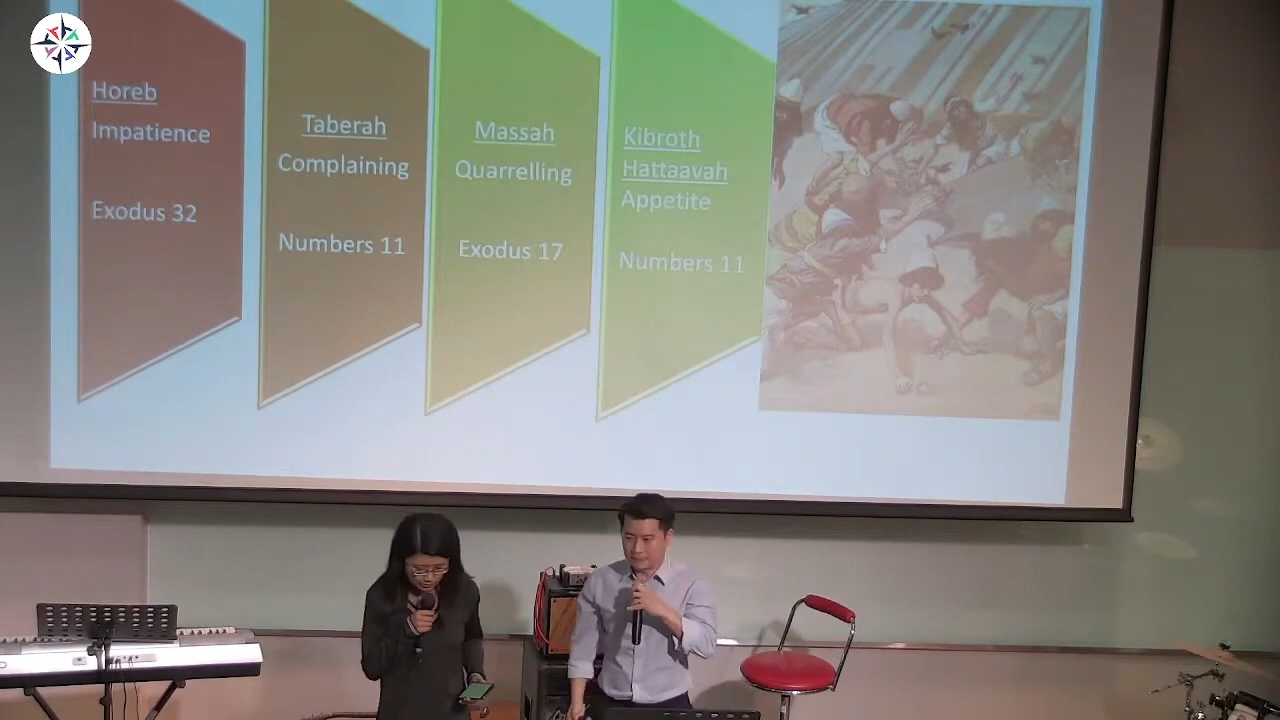 Horeb
Impatience
Exodus 32
Taberah
Complaining
Numbers 11
Massah
Quarrelling
Exodus 17
Kibroth
Hattaavah
Appetite
Numbers 11